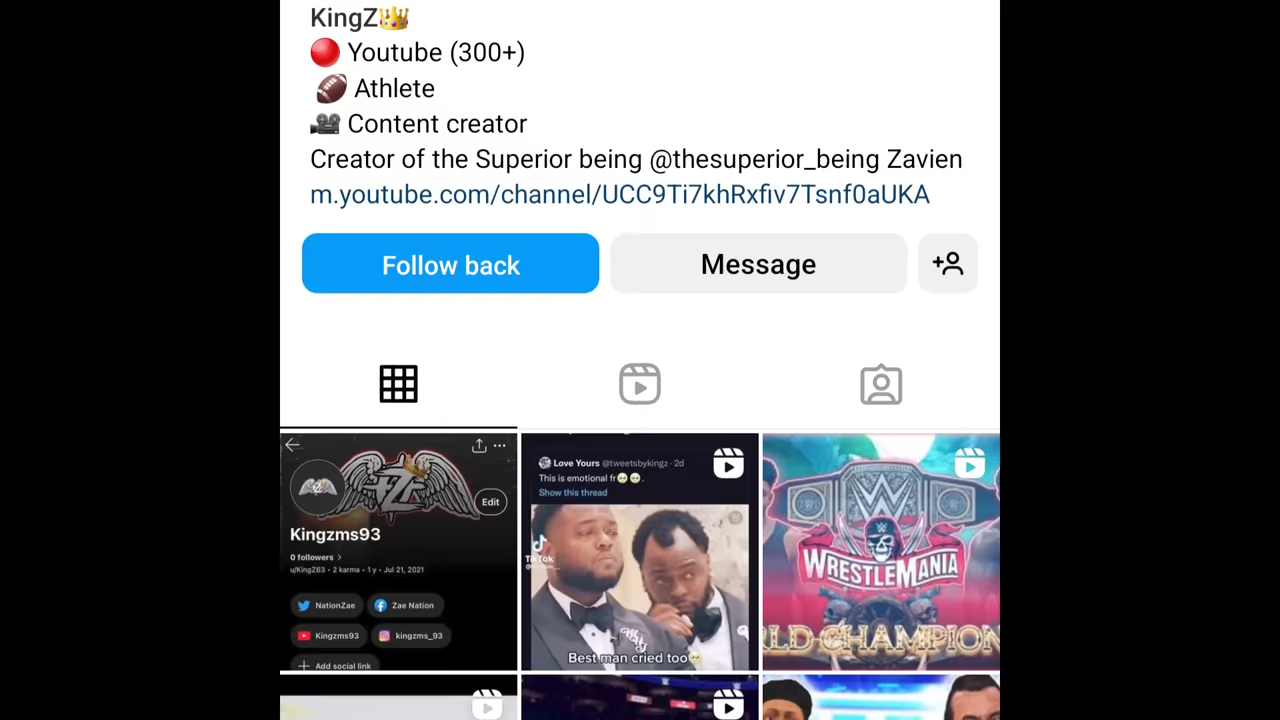 KingZ👑
🔴 Youtube (300+)
🏈 Athlete
🎥 Content creator
Creator of the Superior being @thesuperior_being Zavien
m.youtube.com/channel/UCC9Ti7khRxfiv7Tsnf0aUKA
Follow back
Message
Edit
Kingzms93
0 followers >
u/KingZ63 • 2 karma • 1 y • Jul 21, 2021
NationZae
Zae Nation
Kingzms93
kingzms_93
+ Add social link
Love Yours @tweetsbykingz · 2d
This is emotional fr🥺🥺.
Show this thread
TikTok
Best man cried too🥺
WRESTLEMANIA
RLD CHAMPION